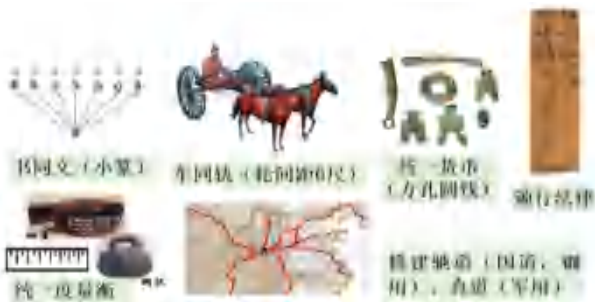 书同文（小篆）
车同轨（轮间距6尺）
统一货币
（方孔圆钱）
颁行法律
统一度量衡
修建驰道（国道，
用）、直道（军用）